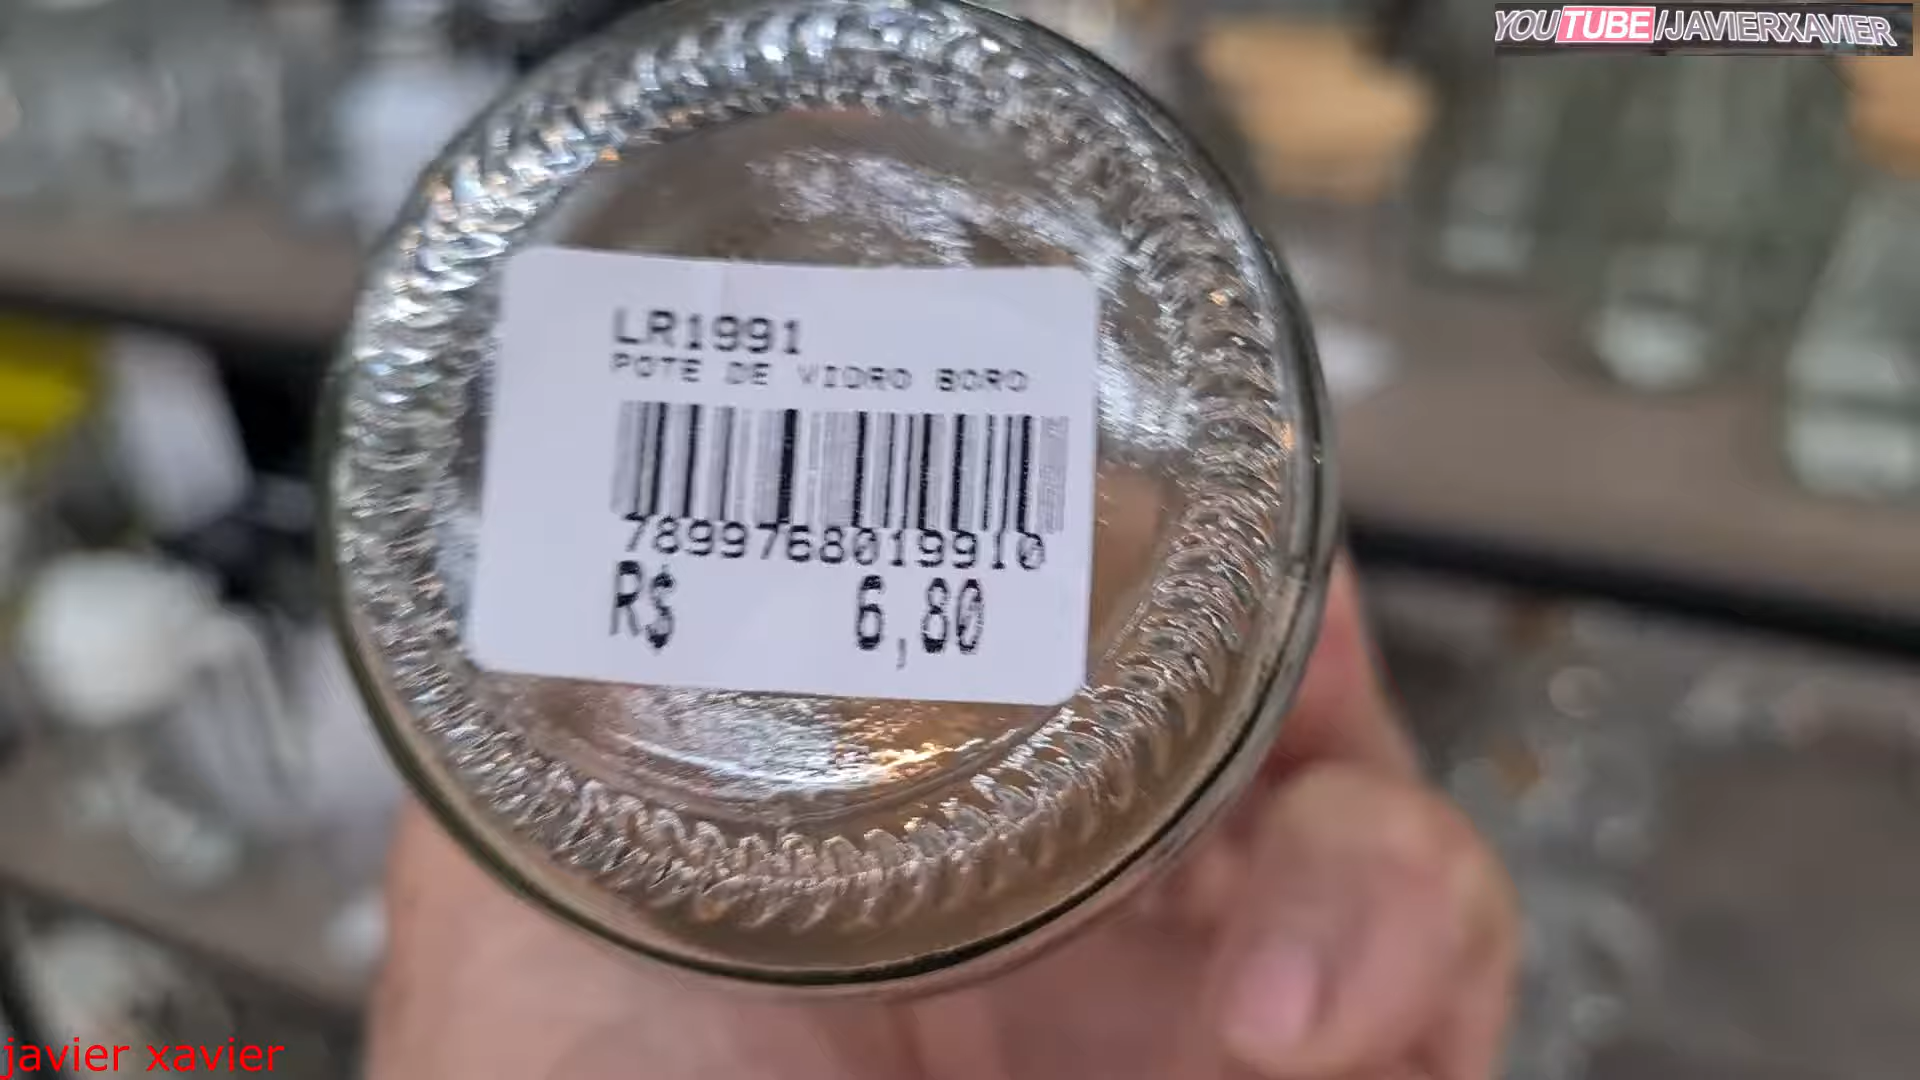 YOUTUBE/JAVIERXAVIER
LR1991
POTE DE VIDRO BORO
7899768019910
R$ 6,80
javier xavier